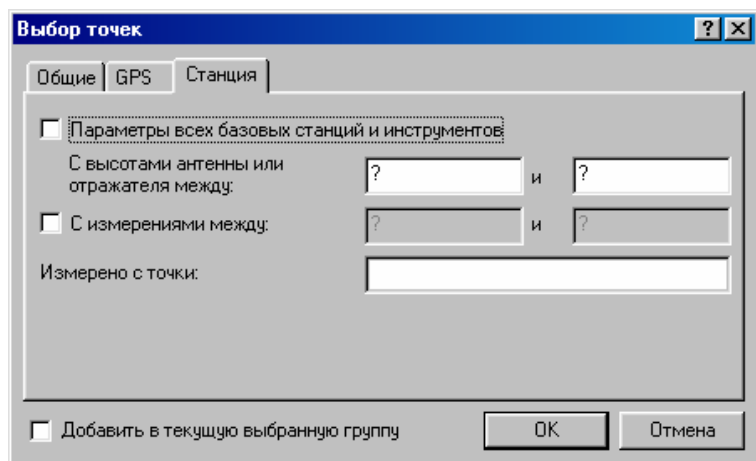 Выбор точек
Общие GPS Станция
Параметры всех базовых станций и инструментов
С высотами антенны или
отражателя между: ? и ?
С измерениями между: ? и ?
Измерено с точки:
Добавить в текущую выбранную группу OK Отмена